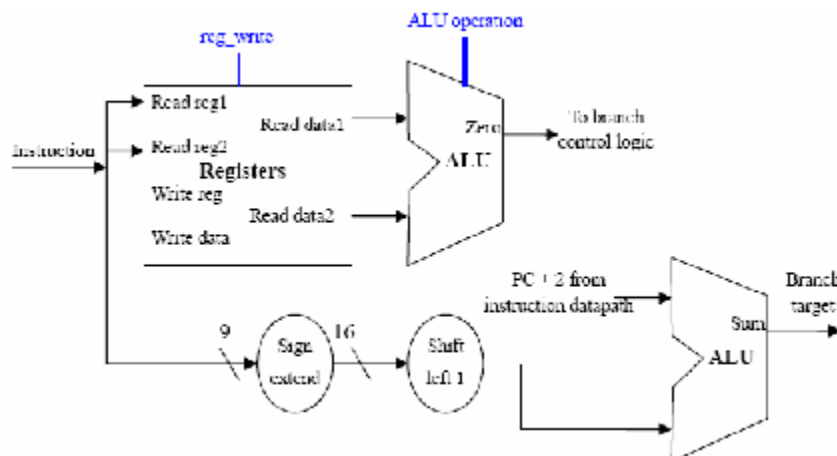 ALU operation
reg_write
Read reg1
Read data1
Zero
To branch
control logic
Instruction
Read reg2
Registers
ALU
Write reg
Read data2
Write data
PC + 2 from
instruction datapath
Branch
target
9
Sign
extend
16
Shift
left 1
Sum
ALU